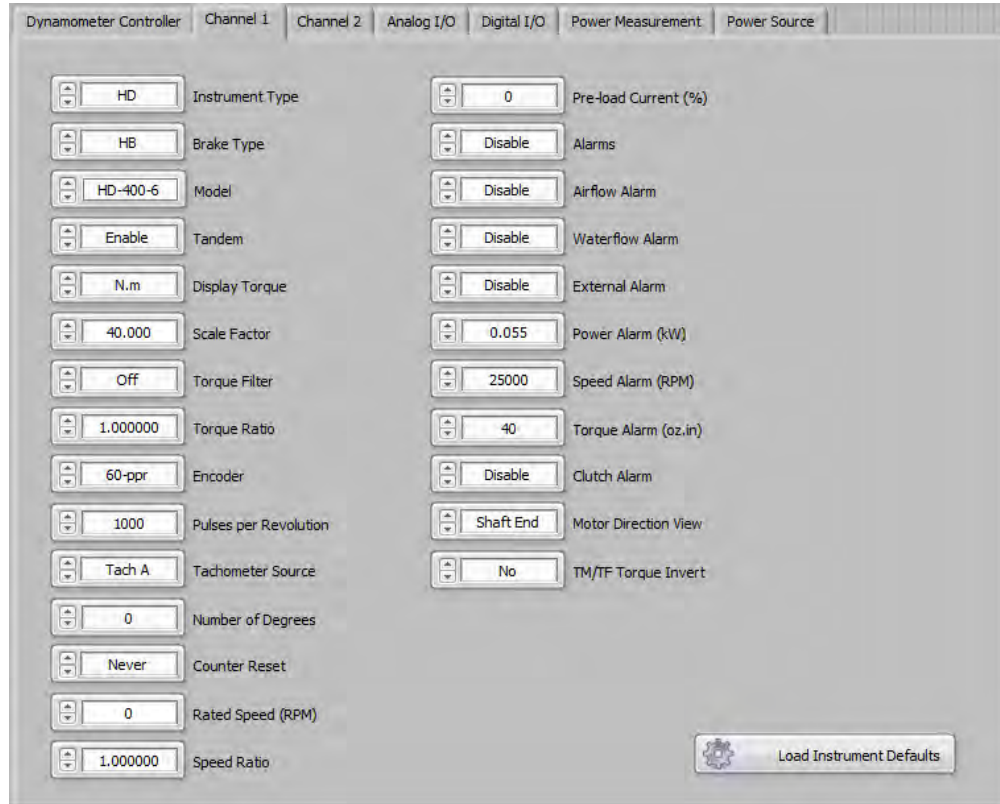 Dynamometer Controller
Channel 1
Channel 2
Analog I/O
Digital I/O
Power Measurement
Power Source
HD Instrument Type
HB Brake Type
HD-400-6 Model
Enable Tandem
N.m Display Torque
40.000 Scale Factor
Off Torque Filter
1.000000 Torque Ratio
60-ppr Encoder
1000 Pulses per Revolution
Tach A Tachometer Source
0 Number of Degrees
Never Counter Reset
0 Rated Speed (RPM)
1.000000 Speed Ratio
0 Pre-load Current (%)
Disable Alarms
Disable Airflow Alarm
Disable Waterflow Alarm
Disable External Alarm
0.055 Power Alarm (kW)
25000 Speed Alarm (RPM)
40 Torque Alarm (oz.in)
Disable Clutch Alarm
Shaft End Motor Direction View
No TM/TF Torque Invert
Load Instrument Defaults